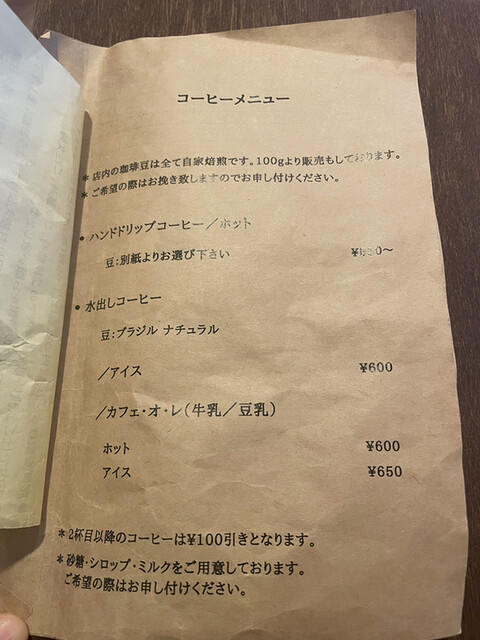 コーヒーメニュー
＊店内の珈琲豆は全て自家焙煎です。100gより販売もしております。
＊ご希望の際はお挽き致しますのでお申し付けください。
• ハンドドリップコーヒー／ホット
豆：別紙よりお選び下さい
• 水出しコーヒー
豆：ブラジル ナチュラル
／アイス ¥600
／カフェ・オ・レ（牛乳／豆乳）
ホット ¥600
アイス ¥650
＊2杯目以降のコーヒーは¥100引きとなります。
＊砂糖・シロップ・ミルクをご用意しております。
ご希望の際はお申し付けください。